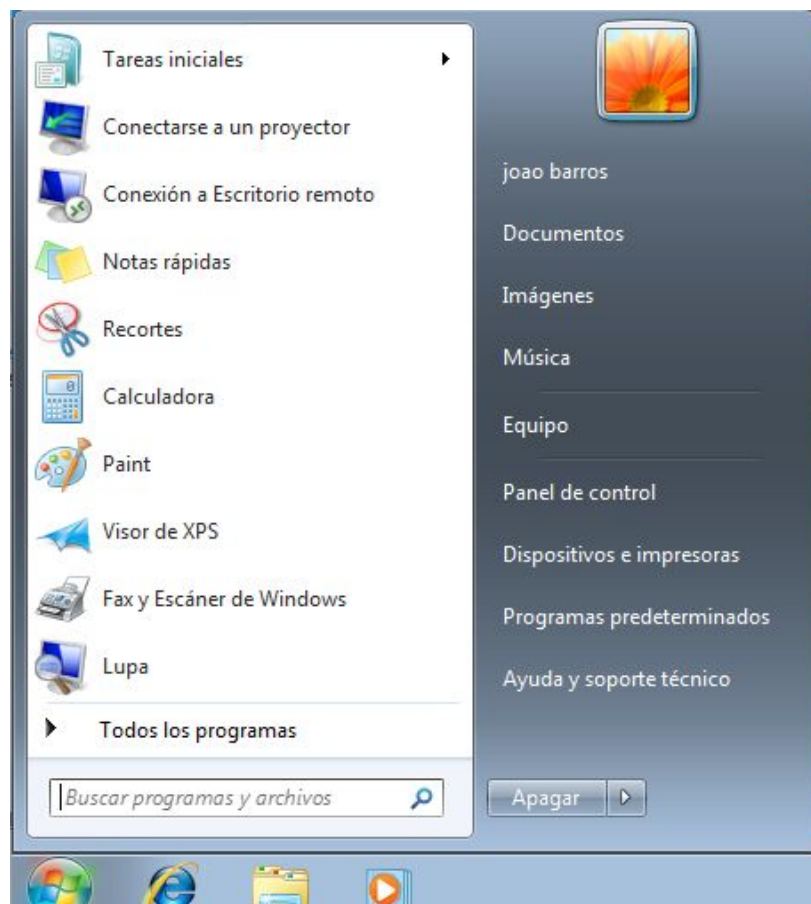 Tareas iniciales
Conectarse a un proyector
Conexión a Escritorio remoto
Notas rápidas
Recortes
Calculadora
Paint
Visor de XPS
Fax y Escáner de Windows
Lupa
Todos los programas
Buscar programas y archivos
joao barros
Documentos
Imágenes
Música
Equipo
Panel de control
Dispositivos e impresoras
Programas predeterminados
Ayuda y soporte técnico
Apagar